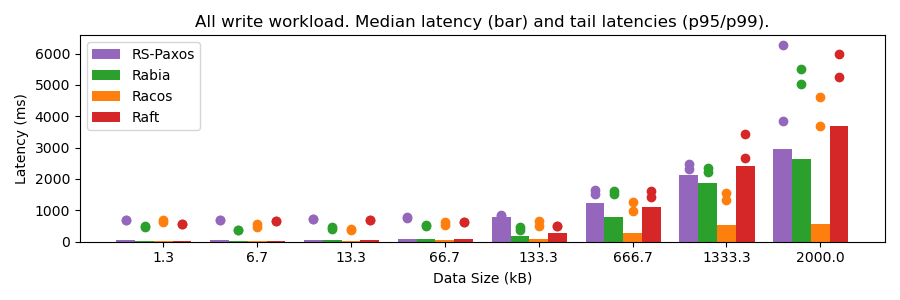 All write workload. Median latency (bar) and tail latencies (p95/p99).
RS-Paxos
Rabia
Racos
Raft
Latency (ms)
6000
5000
4000
3000
2000
1000
0
1.3 6.7 13.3 66.7 133.3 666.7 1333.3 2000.0
Data Size (kB)